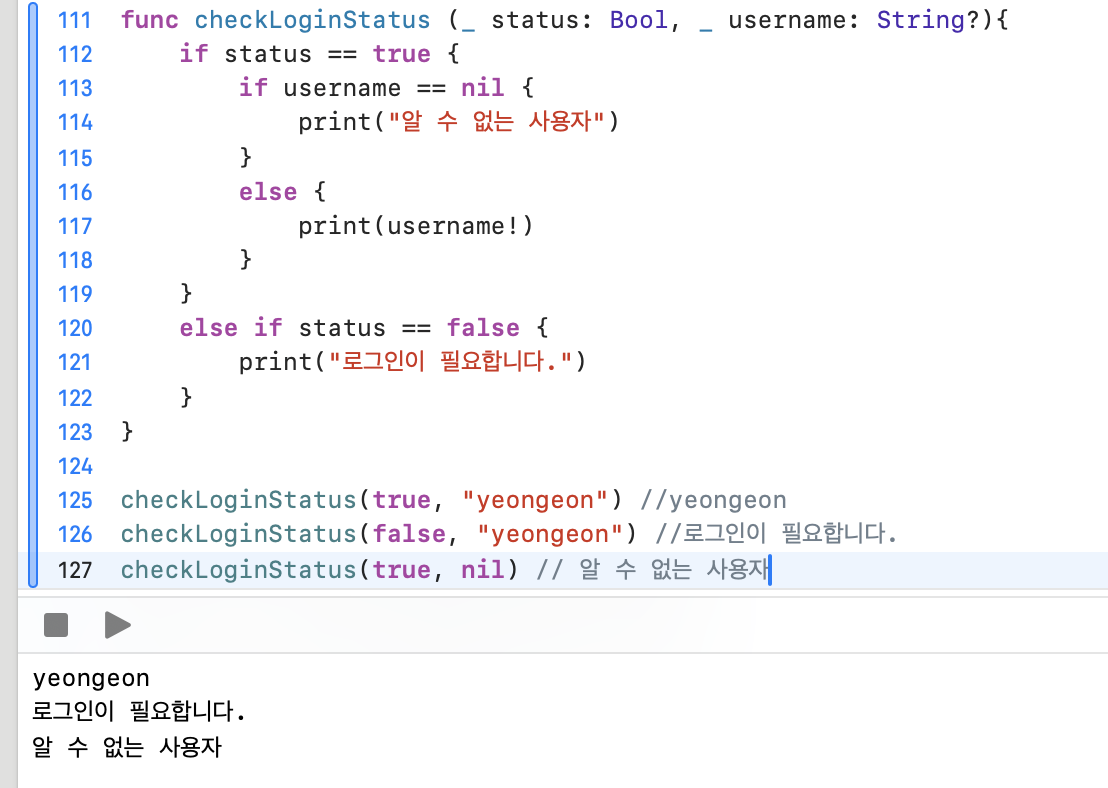 111 func checkLoginStatus (_ status: Bool, _ username: String?){
112     if status == true {
113         if username == nil {
114             print("알 수 없는 사용자")
115         }
116         else {
117             print(username!)
118         }
119     }
120     else if status == false {
121         print("로그인이 필요합니다.")
122     }
123 }
124
125 checkLoginStatus(true, "yeongeon") //yeongeon
126 checkLoginStatus(false, "yeongeon") //로그인이 필요합니다.
127 checkLoginStatus(true, nil) // 알 수 없는 사용자
yeongeon
로그인이 필요합니다.
알 수 없는 사용자